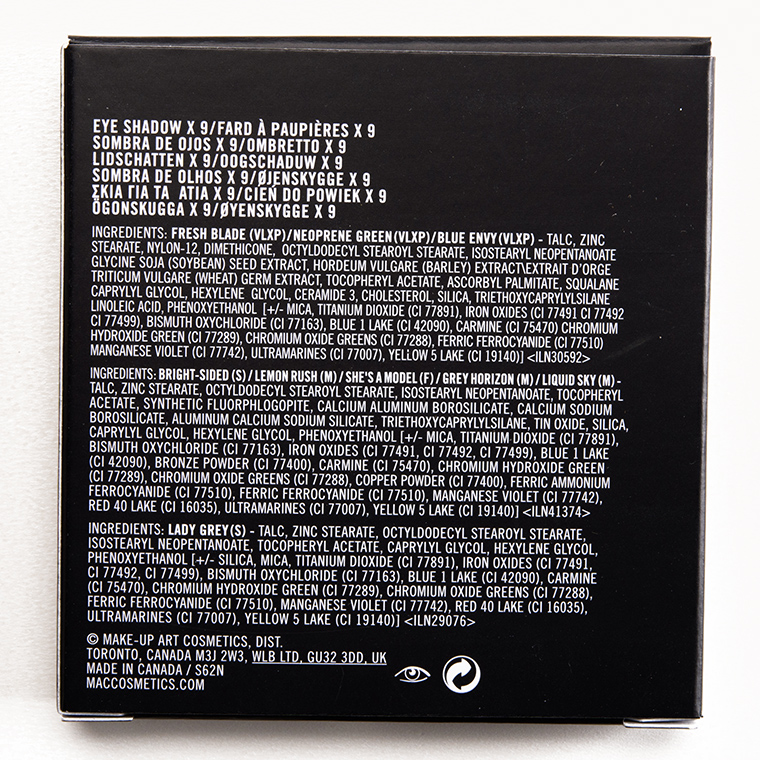 EYE SHADOW X 9/FARD À PAUPIÈRES X 9
SOMBRA DE OJOS X 9/OMBRETTO X 9
LIDSCHATTEN X 9/OOGSCHADUW X 9
SOMBRA DE OLHOS X 9/ØJENSKYGGE X 9
ΣΚΙΑ ΓΙΑ ΤΑ ΑΤΙΑ X 9/CIEŃ DO POWIEK X 9
ÖGONSKUGGA X 9/ØYENSKYGGE X 9
INGREDIENTS: FRESH BLADE (VLXP)/NEOPRENE GREEN(VLXP)/BLUE ENVY(VLXP) - TALC, ZINC
STEARATE, NYLON-12, DIMETHICONE, OCTYLDODECYL STEAROYL STEARATE, ISOSTEARYL NEOPENTANOATE
GLYCINE SOJA (SOYBEAN) SEED EXTRACT, HORDEUM VULGARE (BARLEY) EXTRACT\EXTRAIT D'ORGE
TRITICUM VULGARE (WHEAT) GERM EXTRACT, TOCOPHERYL ACETATE, ASCORBYL PALMITATE, SQUALANE
CAPRYLYL GLYCOL, HEXYLENE GLYCOL, CERAMIDE 3, CHOLESTEROL, SILICA, TRIETHOXYCAPRYLYLSILANE
LINOLEIC ACID, PHENOXYETHANOL [+/- MICA, TITANIUM DIOXIDE (CI 77891), IRON OXIDES (CI 77491 CI 77492
CI 77499), BISMUTH OXYCHLORIDE (CI 77163), BLUE 1 LAKE (CI 42090), CARMINE (CI 75470) CHROMIUM
HYDROXIDE GREEN (CI 77289), CHROMIUM OXIDE GREENS (CI 77288), FERRIC FERROCYANIDE (CI 77510)
MANGANESE VIOLET (CI 77742), ULTRAMARINES (CI 77007), YELLOW 5 LAKE (CI 19140)] <ILN30592>
INGREDIENTS: BRIGHT-SIDED (S)/LEMON RUSH (M)/SHE'S A MODEL (F)/GREY HORIZON (M)/LIQUID SKY (M) -
TALC, ZINC STEARATE, OCTYLDODECYL STEAROYL STEARATE, ISOSTEARYL NEOPENTANOATE, TOCOPHERYL
ACETATE, SYNTHETIC FLUORPHLOGOPITE, CALCIUM ALUMINUM BOROSILICATE, CALCIUM SODIUM
BOROSILICATE, ALUMINUM CALCIUM SODIUM SILICATE, TRIETHOXYCAPRYLYLSILANE, TIN OXIDE, SILICA,
CAPRYLYL GLYCOL, HEXYLENE GLYCOL, PHENOXYETHANOL [+/- MICA, TITANIUM DIOXIDE (CI 77891),
BISMUTH OXYCHLORIDE (CI 77163), IRON OXIDES (CI 77491, CI 77492, CI 77499), BLUE 1 LAKE
(CI 42090), BRONZE POWDER (CI 77400), CARMINE (CI 75470), CHROMIUM HYDROXIDE GREEN
(CI 77289), CHROMIUM OXIDE GREENS (CI 77288), COPPER POWDER (CI 77400), FERRIC AMMONIUM
FERROCYANIDE (CI 77510), FERRIC FERROCYANIDE (CI 77510), MANGANESE VIOLET (CI 77742),
RED 40 LAKE (CI 16035), ULTRAMARINES (CI 77007), YELLOW 5 LAKE (CI 19140)] <ILN41374>
INGREDIENTS: LADY GREY(S) - TALC, ZINC STEARATE, OCTYLDODECYL STEAROYL STEARATE,
ISOSTEARYL NEOPENTANOATE, TOCOPHERYL ACETATE, CAPRYLYL GLYCOL, HEXYLENE GLYCOL,
PHENOXYETHANOL [+/- SILICA, MICA, TITANIUM DIOXIDE (CI 77891), IRON OXIDES (CI 77491,
CI 77492, CI 77499), BISMUTH OXYCHLORIDE (CI 77163), BLUE 1 LAKE (CI 42090), CARMINE
(CI 75470), CHROMIUM HYDROXIDE GREEN (CI 77289), CHROMIUM OXIDE GREENS (CI 77288),
FERRIC FERROCYANIDE (CI 77510), MANGANESE VIOLET (CI 77742), RED 40 LAKE (CI 16035),
ULTRAMARINES (CI 77007), YELLOW 5 LAKE (CI 19140)] <ILN29076>
© MAKE-UP ART COSMETICS, DIST.
TORONTO, CANADA M3J 2W3, WLB LTD, GU32 3DD, UK
MADE IN CANADA / S62N
MACCOSMETICS.COM